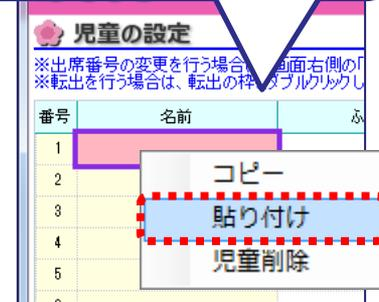 児童の設定
※出席番号の変更を行う場合 画面右側の「
※転出を行う場合は、転出の枠 ダブルクリックし
番号 名前 ふ
1
2
3
4
5
コピー
貼り付け
児童削除